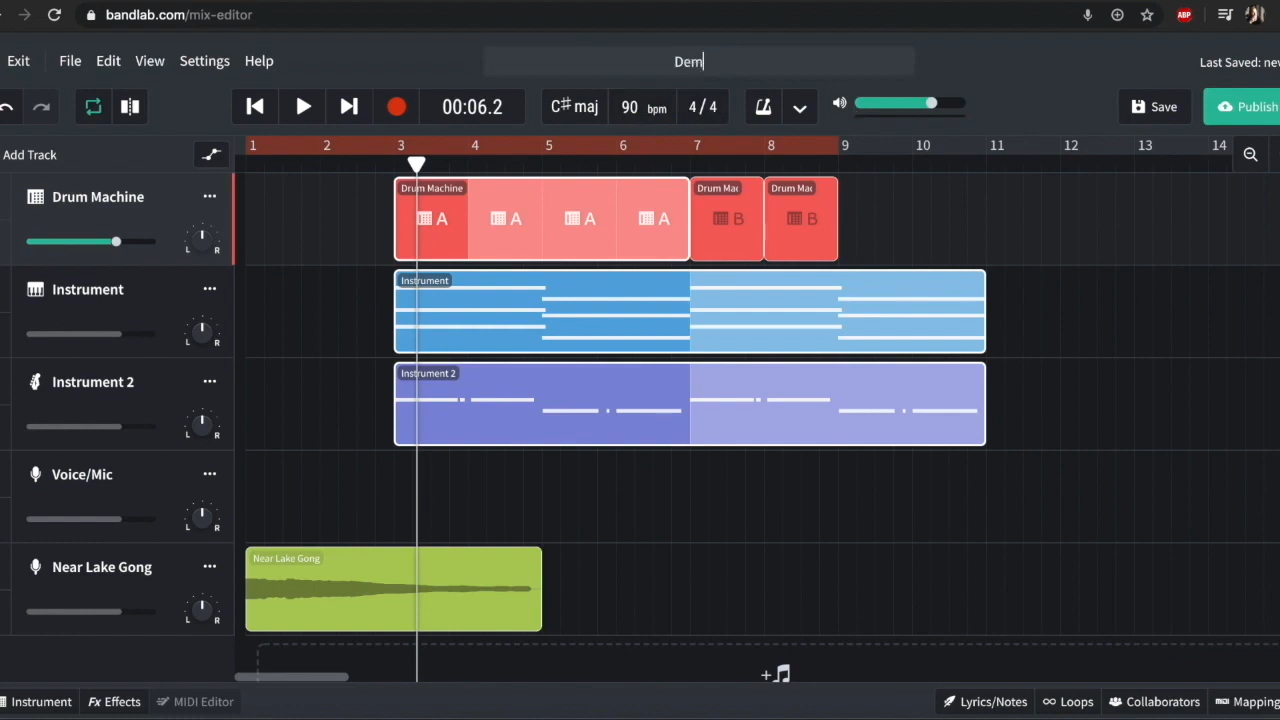 bandlab.com/mix-editor
ABP
Exit File Edit View Settings Help
Dem
Last Saved: nev
00:06.2
C# maj
90 bpm
4 / 4
Save
Publish
Add Track
1 2 3 4 5 6 7 8 9 10 11 12 13 14
Drum Machine
L R
Drum Machine
A A A A
Drum Mac
B
Drum Mac
B
Instrument
L R
Instrument
Instrument 2
L R
Instrument 2
Voice/Mic
L R
Near Lake Gong
L R
Near Lake Gong
+
Instrument Fx Effects MIDI Editor
Lyrics/Notes Loops Collaborators Mapping